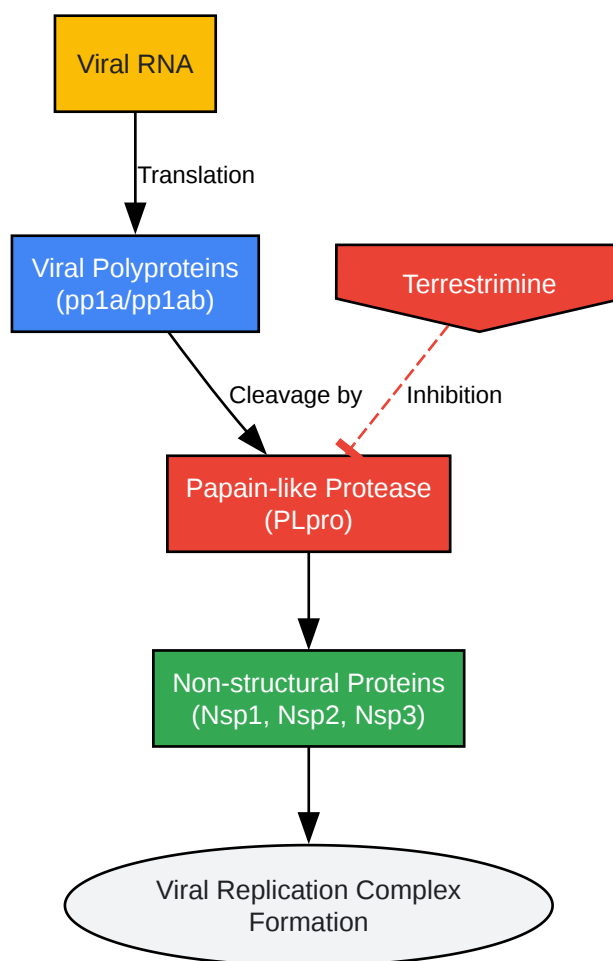 Viral RNA
Translation
Viral Polyproteins
(pp1a/pp1ab)
Terrestrimine
Cleavage by
Inhibition
Papain-like Protease
(PLpro)
Non-structural Proteins
(Nsp1, Nsp2, Nsp3)
Viral Replication Complex
Formation